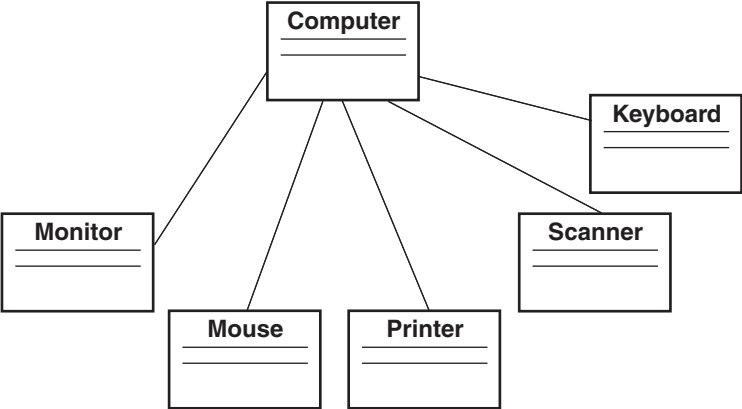 Computer
Keyboard
Monitor
Scanner
Mouse
Printer